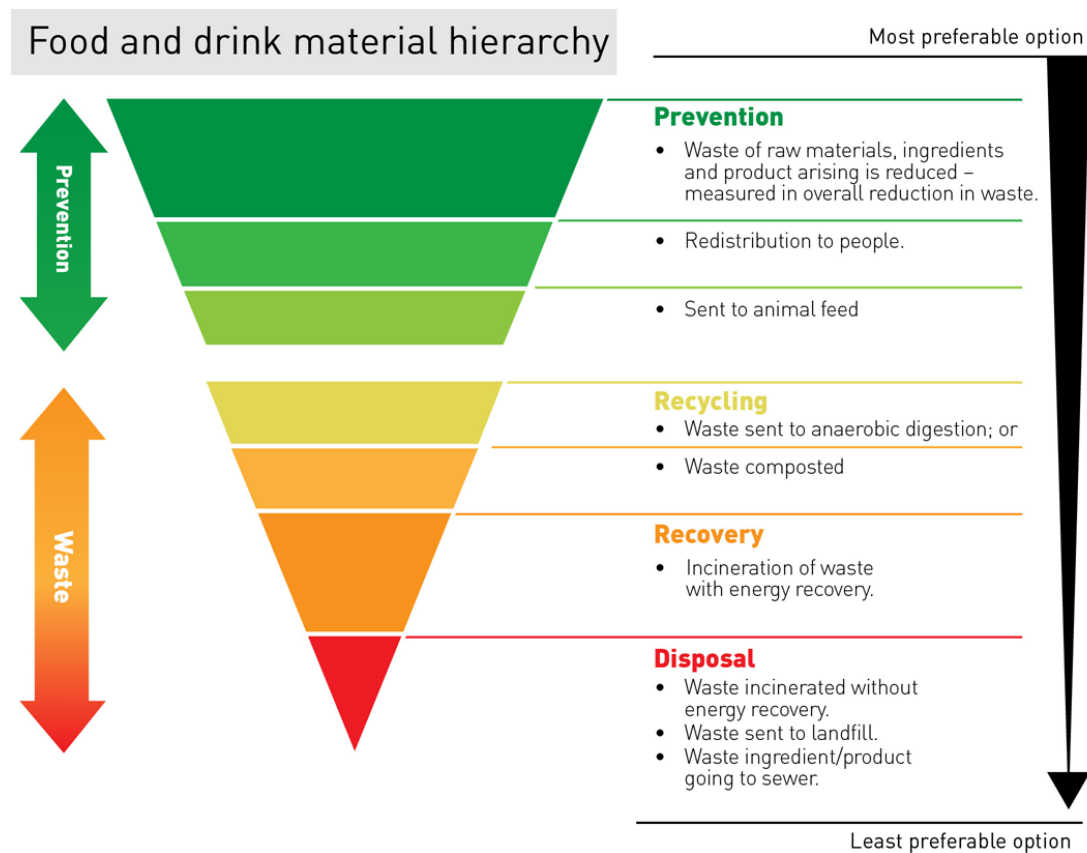 Food and drink material hierarchy
Most preferable option
Prevention
Prevention
• Waste of raw materials, ingredients
and product arising is reduced –
measured in overall reduction in waste.
• Redistribution to people.
• Sent to animal feed
Waste
Recycling
• Waste sent to anaerobic digestion; or
• Waste composted
Recovery
• Incineration of waste
with energy recovery.
Disposal
• Waste incinerated without
energy recovery.
• Waste sent to landfill.
• Waste ingredient/product
going to sewer.
Least preferable option